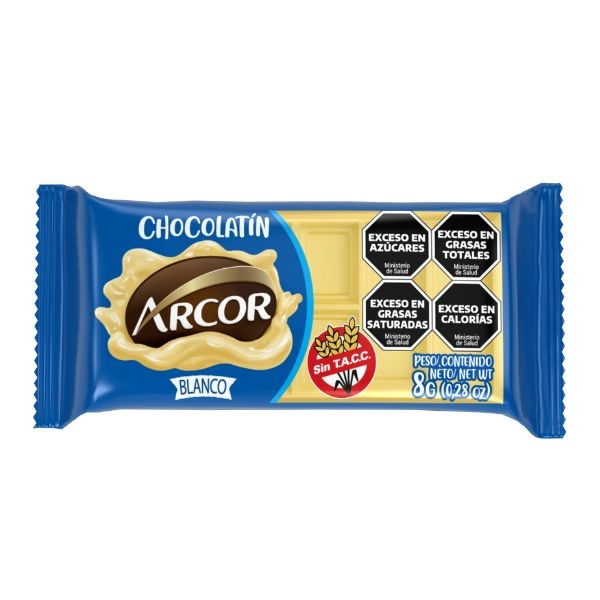 CHOCOLATÍN
ARCOR
BLANCO
EXCESO EN
AZÚCARES
Ministerio
de Salud
EXCESO EN
GRASAS
TOTALES
Ministerio
de Salud
EXCESO EN
GRASAS
SATURADAS
Ministerio
de Salud
EXCESO EN
CALORÍAS
Ministerio
de Salud
Sin T.A.C.C.
PESO/CONTENIDO
NETO/NET WT
8G (0,28 OZ)